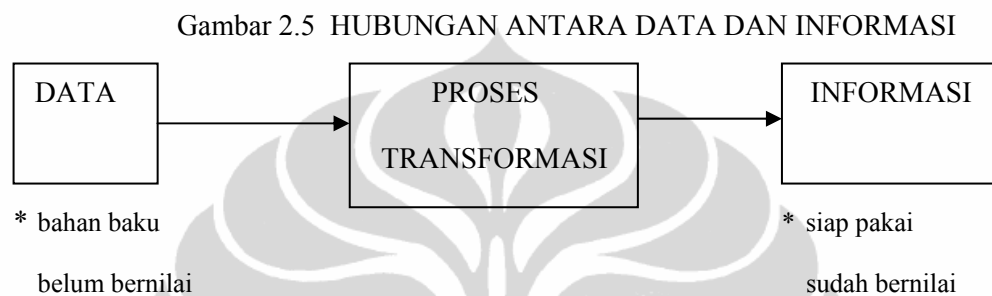 Gambar 2.5 HUBUNGAN ANTARA DATA DAN INFORMASI
DATA
PROSES
TRANSFORMASI
INFORMASI
* bahan baku
belum bernilai
* siap pakai
sudah bernilai